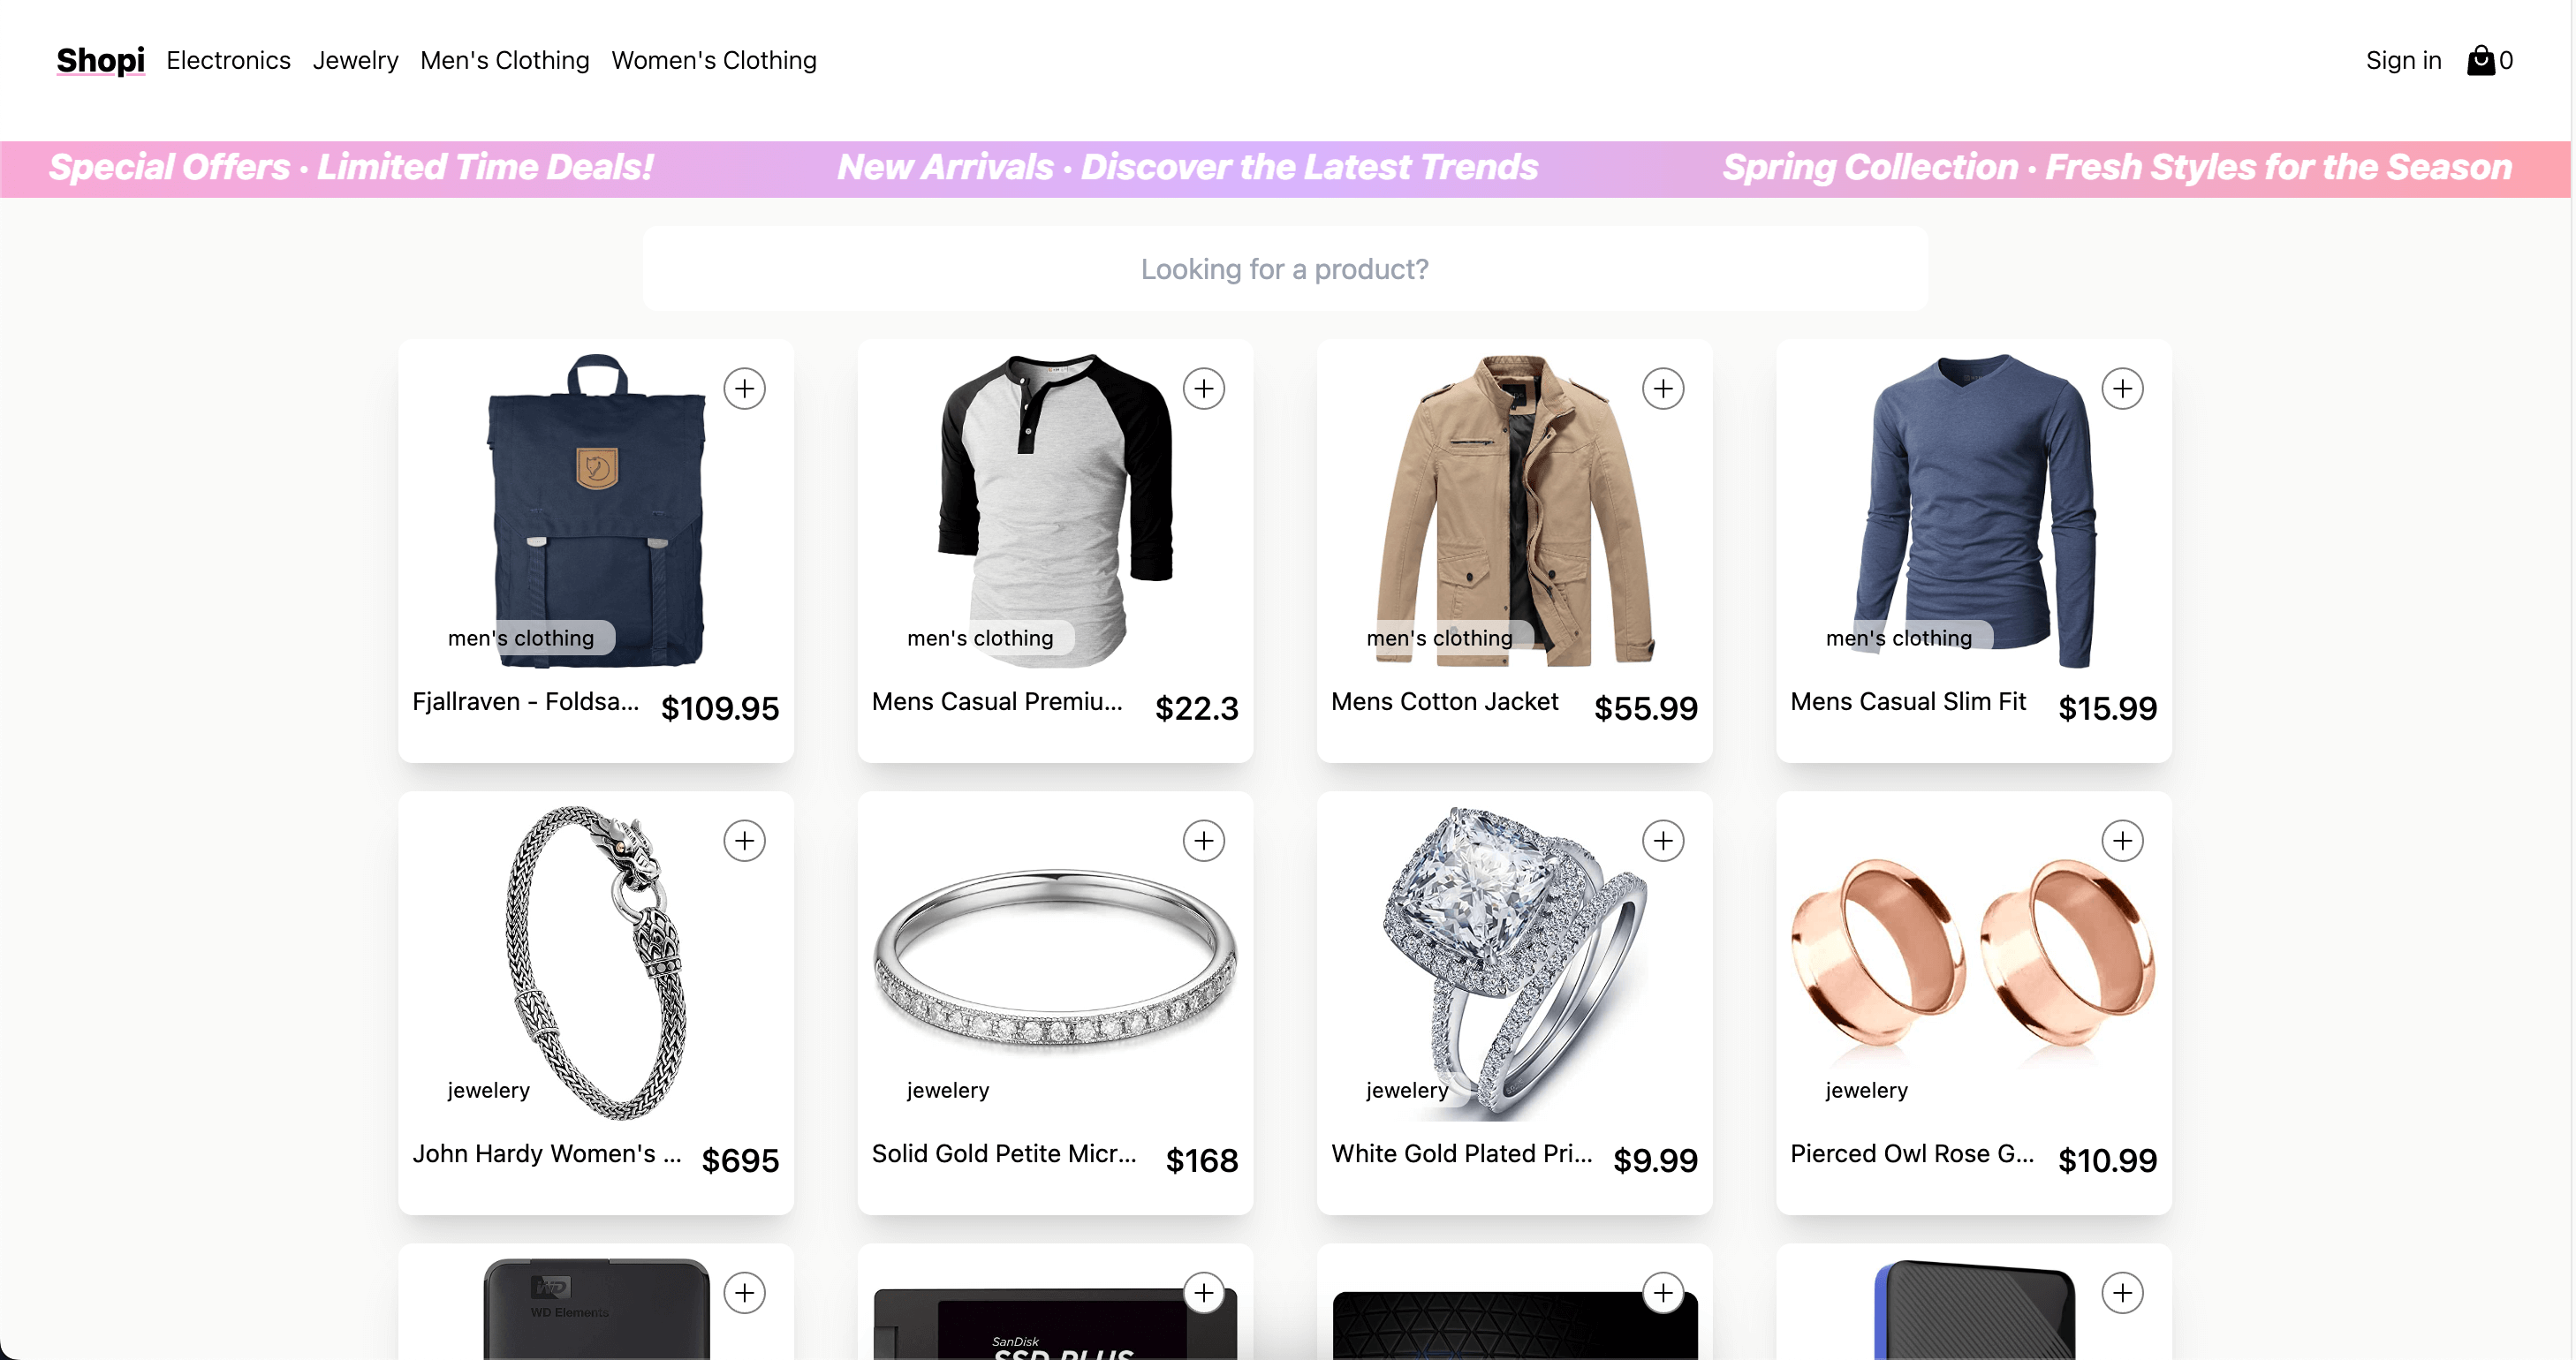 Shopi Electronics Jewelry Men's Clothing Women's Clothing Sign in 0
Special Offers · Limited Time Deals! New Arrivals · Discover the Latest Trends Spring Collection · Fresh Styles for the Season
Looking for a product?
men's clothing
Fjallraven - Foldsa... $109.95
men's clothing
Mens Casual Premiu... $22.3
men's clothing
Mens Cotton Jacket $55.99
men's clothing
Mens Casual Slim Fit $15.99
jewelery
John Hardy Women's ... $695
jewelery
Solid Gold Petite Micr... $168
jewelery
White Gold Plated Pri... $9.99
jewelery
Pierced Owl Rose G... $10.99
WD
WD Elements
SanDisk
SSD PLUS